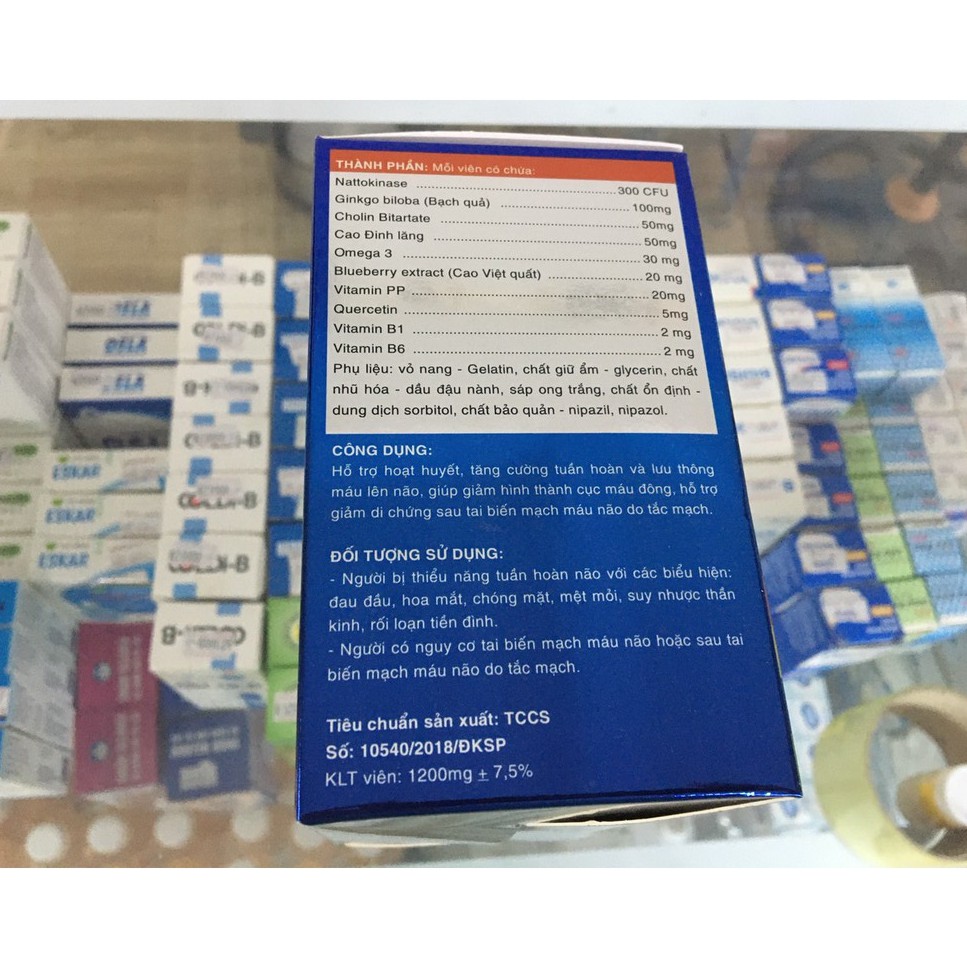 THÀNH PHẦN: Mỗi viên có chứa:
Nattokinase ........ 300 CFU
Ginkgo biloba (Bạch quả) ........ 100mg
Cholin Bitartate ........ 50mg
Cao Đinh lăng ........ 50mg
Omega 3 ........ 30 mg
Blueberry extract (Cao Việt quất) ........ 20 mg
Vitamin PP ........ 20mg
Quercetin ........ 5mg
Vitamin B1 ........ 2 mg
Vitamin B6 ........ 2 mg
Phụ liệu: vỏ nang - Gelatin, chất giữ ẩm - glycerin, chất
nhũ hóa - dầu đậu nành, sáp ong trắng, chất ổn định -
dung dịch sorbitol, chất bảo quản - nipazil, nipazol.
CÔNG DỤNG:
Hỗ trợ hoạt huyết, tăng cường tuần hoàn và lưu thông
máu lên não, giúp giảm hình thành cục máu đông, hỗ trợ
giảm di chứng sau tai biến mạch máu não do tắc mạch.
ĐỐI TƯỢNG SỬ DỤNG:
- Người bị thiểu năng tuần hoàn não với các biểu hiện:
đau đầu, hoa mắt, chóng mặt, mệt mỏi, suy nhược thần
kinh, rối loạn tiền đình.
- Người có nguy cơ tai biến mạch máu não hoặc sau tai
biến mạch máu não do tắc mạch.
Tiêu chuẩn sản xuất: TCCS
Số: 10540/2018/ĐKSP
KLT viên: 1200mg ± 7,5%
DELA
ESKAR
ESKAR
ESKAR